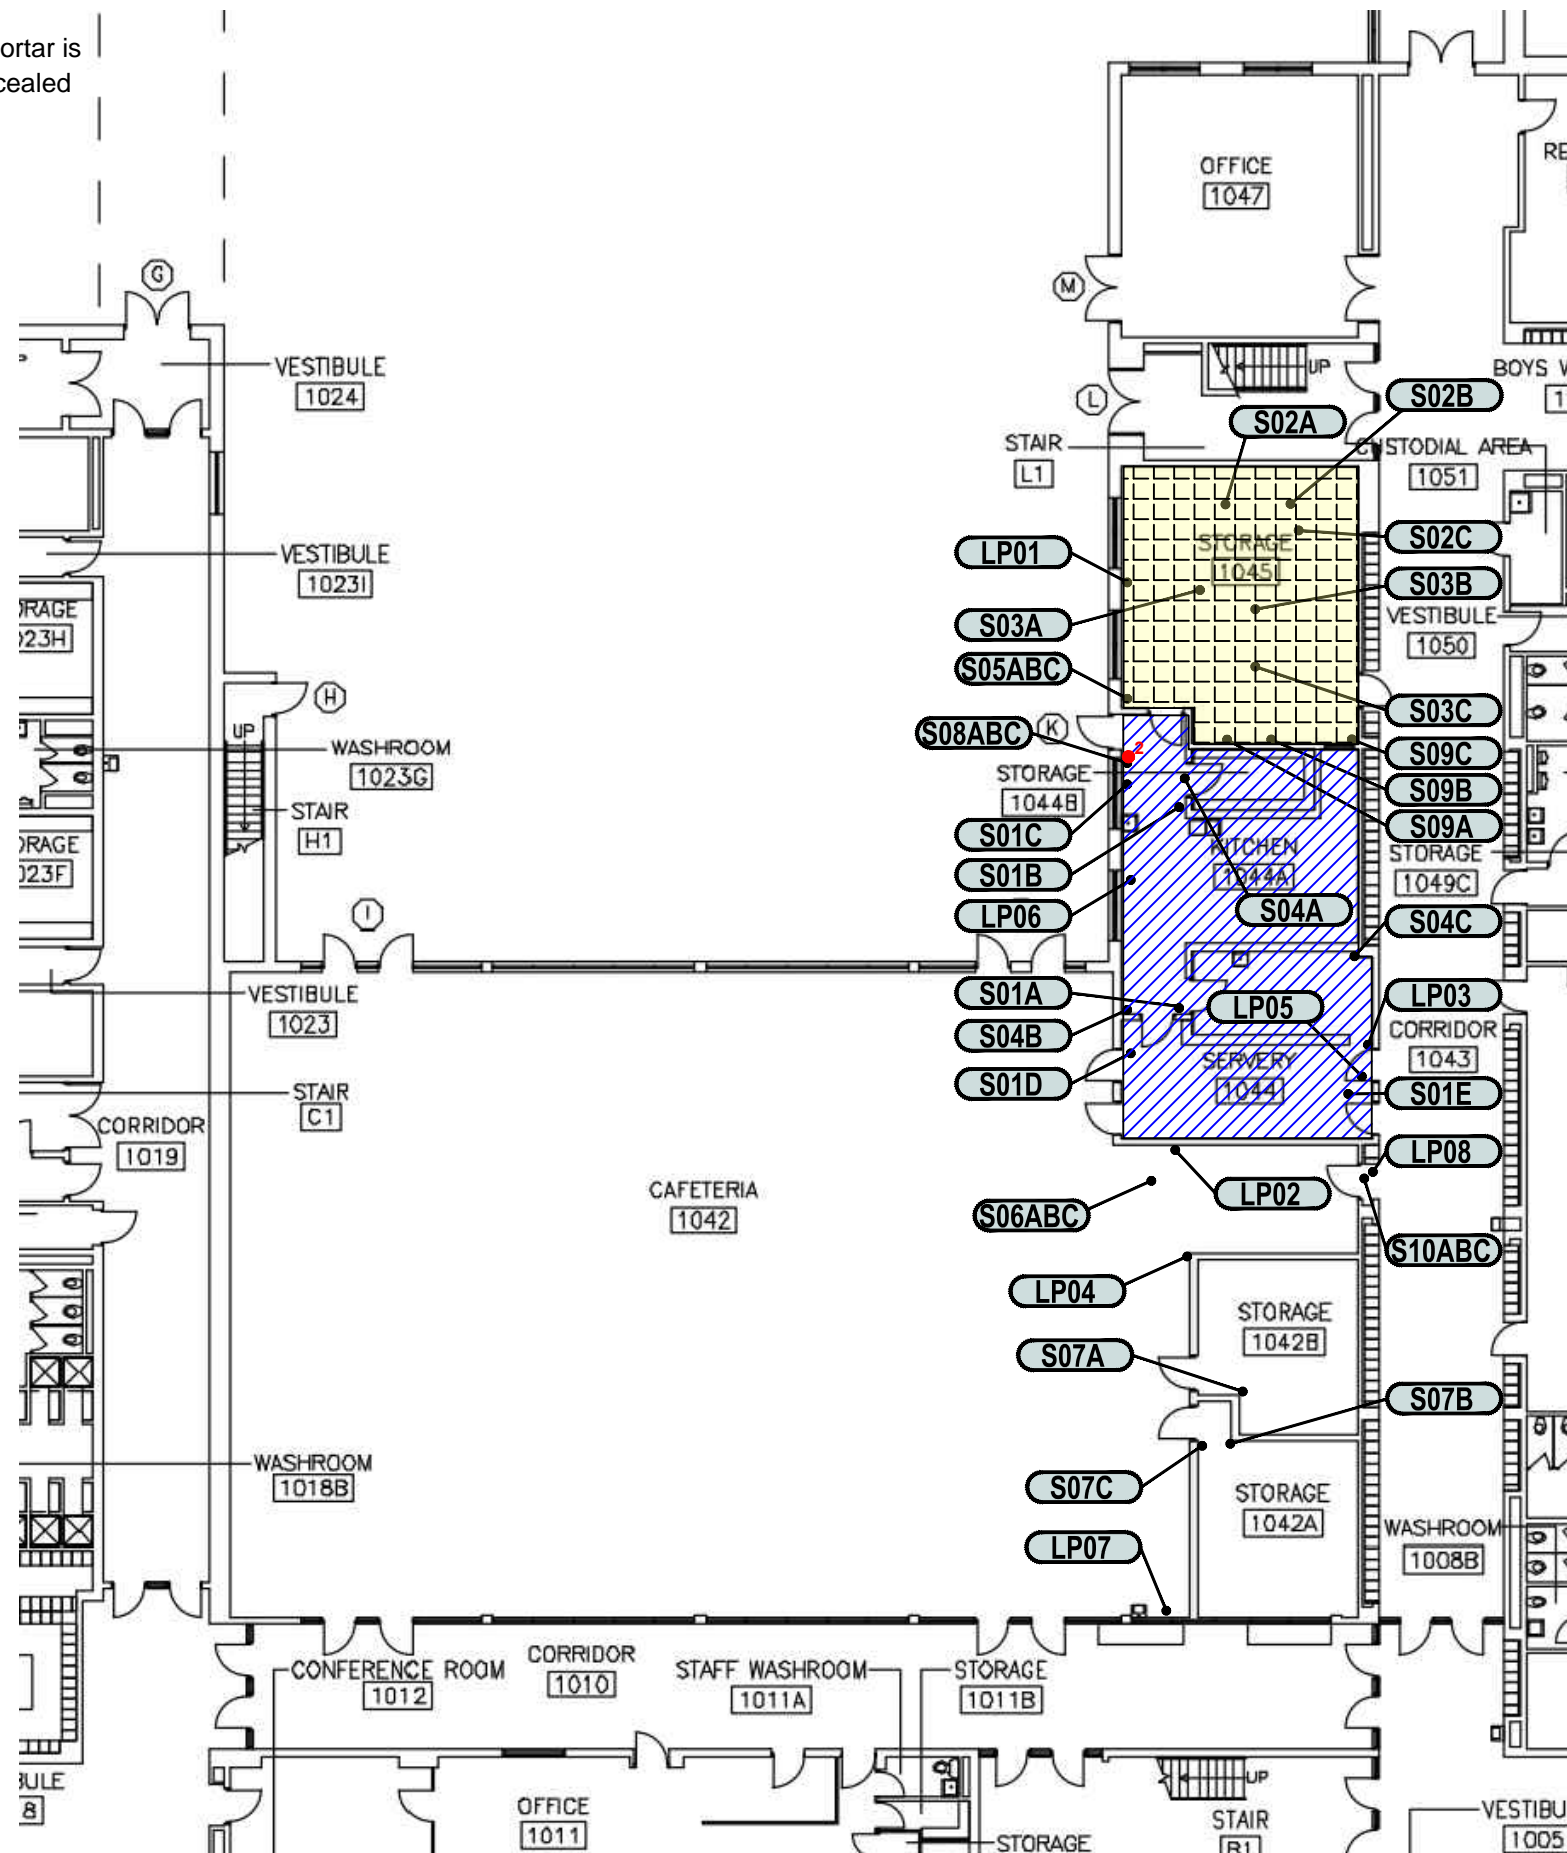 ortar is
cealed
OFFICE
1047
G
M
VESTIBULE
1024
UP
L
BOYS
S02B
S02A
STAIR
L1
CUSTODIAL AREA
1051
VESTIBULE
1023I
LP01
STORAGE
1045
S02C
S03B
S03A
VESTIBULE
1050
S05ABC
H
K
S03C
S08ABC
2
UP
WASHROOM
1023G
STORAGE
1044B
S09C
S09B
S09A
STAIR
H1
S01C
S01B
LP06
KITCHEN
1044A
S04A
STORAGE
1049C
S04C
I
VESTIBULE
1023
S01A
S04B
S01D
LP05
LP03
CORRIDOR
1043
SERVERY
1044
S01E
STAIR
C1
CORRIDOR
1019
LP08
CAFETERIA
1042
LP02
S06ABC
S10ABC
LP04
STORAGE
1042B
S07A
S07B
WASHROOM
1018B
S07C
STORAGE
1042A
LP07
WASHROOM
1008B
CONFERENCE ROOM
1012
CORRIDOR
1010
STAFF WASHROOM
1011A
STORAGE
1011B
UP
OFFICE
1011
STAIR
B1
STORAGE
VESTIBU
1005